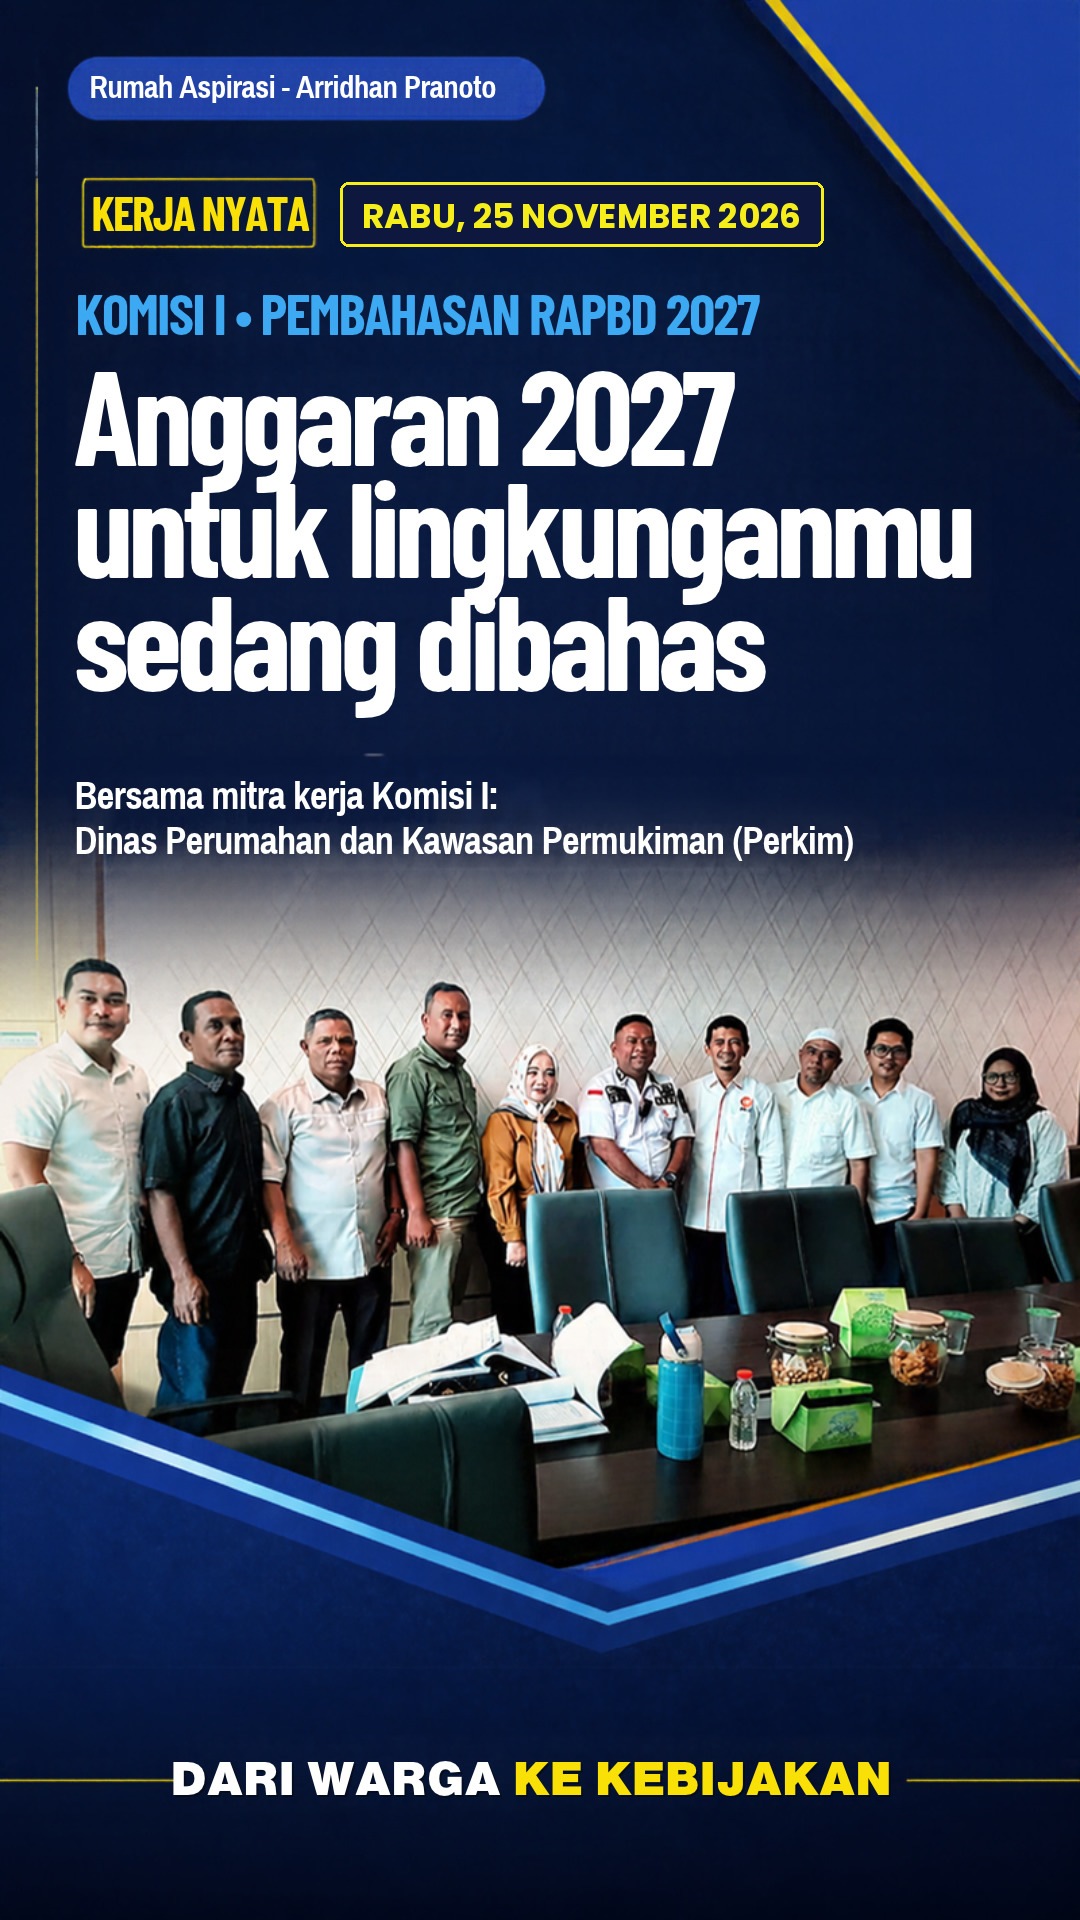 Rumah Aspirasi - Arridhan Pranoto
KERJA NYATA
RABU, 25 NOVEMBER 2026
KOMISI I • PEMBAHASAN RAPBD 2027
Anggaran 2027
untuk lingkunganmu
sedang dibahas
Bersama mitra kerja Komisi I:
Dinas Perumahan dan Kawasan Permukiman (Perkim)
DARI WARGA KE KEBIJAKAN